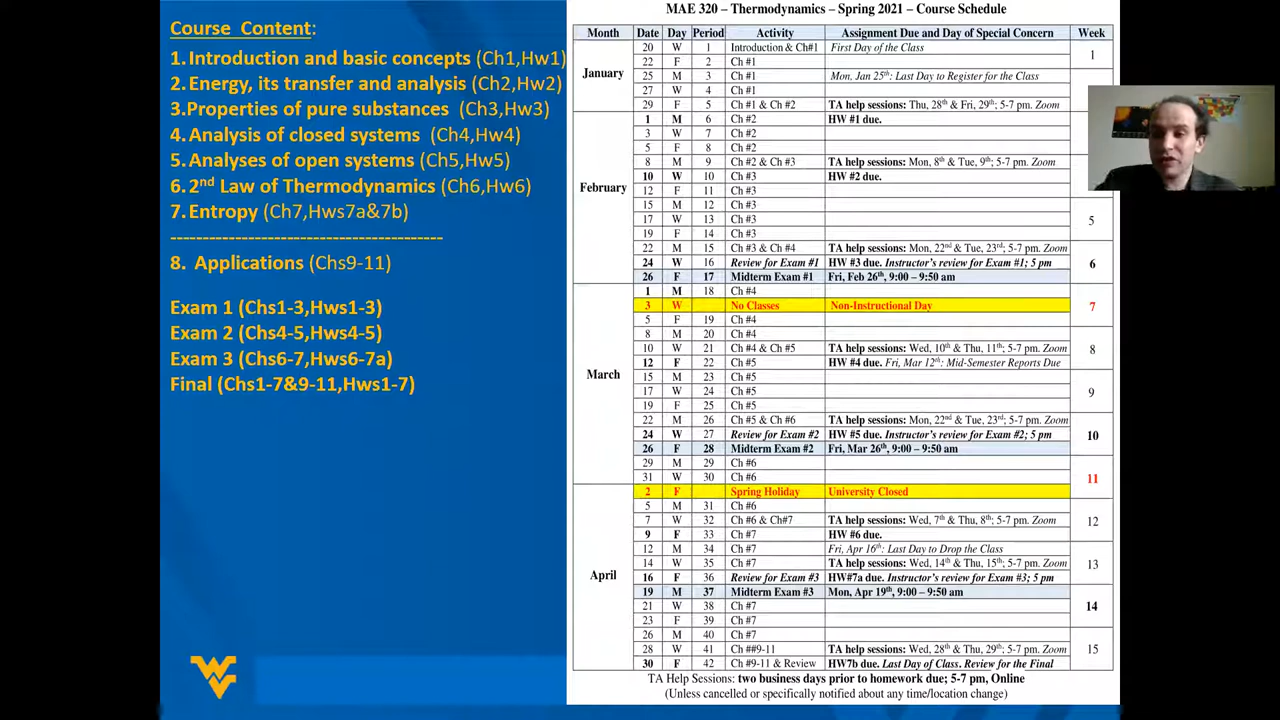 Course Content:
1. Introduction and basic concepts (Ch1,Hw1)
2. Energy, its transfer and analysis (Ch2,Hw2)
3. Properties of pure substances (Ch3,Hw3)
4. Analysis of closed systems (Ch4,Hw4)
5. Analyses of open systems (Ch5,Hw5)
6. 2nd Law of Thermodynamics (Ch6,Hw6)
7. Entropy (Ch7,Hws7a&7b)
------------------------------------------
8. Applications (Chs9-11)
Exam 1 (Chs1-3,Hws1-3)
Exam 2 (Chs4-5,Hws4-5)
Exam 3 (Chs6-7,Hws6-7a)
Final (Chs1-7&9-11,Hws1-7)
MAE 320 – Thermodynamics – Spring 2021 – Course Schedule
Month Date Day Period Activity Assignment Due and Day of Special Concern Week
January 20 W 1 Introduction & Ch#1 First Day of the Class 1
22 F 2 Ch #1
25 M 3 Ch #1 Mon, Jan 25th: Last Day to Register for the Class
27 W 4 Ch #1
29 F 5 Ch #1 & Ch #2 TA help sessions: Thu, 28th & Fri, 29th; 5-7 pm. Zoom
February 1 M 6 Ch #2 HW #1 due.
3 W 7 Ch #2
5 F 8 Ch #2
8 M 9 Ch #2 & Ch #3 TA help sessions: Mon, 8th & Tue, 9th; 5-7 pm. Zoom
10 W 10 Ch #3 HW #2 due.
12 F 11 Ch #3
15 M 12 Ch #3 5
17 W 13 Ch #3
19 F 14 Ch #3
22 M 15 Ch #3 & Ch #4 TA help sessions: Mon, 22nd & Tue, 23rd; 5-7 pm. Zoom 6
24 W 16 Review for Exam #1 HW #3 due. Instructor's review for Exam #1; 5 pm
26 F 17 Midterm Exam #1 Fri, Feb 26th, 9:00 – 9:50 am
March 1 M 18 Ch #4 7
3 W No Classes Non-Instructional Day
5 F 19 Ch #4
8 M 20 Ch #4 8
10 W 21 Ch #4 & Ch #5 TA help sessions: Wed, 10th & Thu, 11th; 5-7 pm. Zoom
12 F 22 Ch #5 HW #4 due. Fri, Mar 12th: Mid-Semester Reports Due
15 M 23 Ch #5 9
17 W 24 Ch #5
19 F 25 Ch #5
22 M 26 Ch #5 & Ch #6 TA help sessions: Mon, 22nd & Tue, 23rd; 5-7 pm. Zoom 10
24 W 27 Review for Exam #2 HW #5 due. Instructor's review for Exam #2; 5 pm
26 F 28 Midterm Exam #2 Fri, Mar 26th, 9:00 – 9:50 am
29 M 29 Ch #6 11
31 W 30 Ch #6
April 2 F Spring Holiday University Closed
5 M 31 Ch #6 12
7 W 32 Ch #6 & Ch#7 TA help sessions: Wed, 7th & Thu, 8th; 5-7 pm. Zoom
9 F 33 Ch #7 HW #6 due.
12 M 34 Ch #7 Fri, Apr 16th: Last Day to Drop the Class 13
14 W 35 Ch #7 TA help sessions: Wed, 14th & Thu, 15th; 5-7 pm. Zoom
16 F 36 Review for Exam #3 HW#7a due. Instructor's review for Exam #3; 5 pm
19 M 37 Midterm Exam #3 Mon, Apr 19th, 9:00 – 9:50 am 14
21 W 38 Ch #7
23 F 39 Ch #7
26 M 40 Ch #7 15
28 W 41 Ch ##9-11 TA help sessions: Wed, 28th & Thu, 29th; 5-7 pm. Zoom
30 F 42 Ch #9-11 & Review HW7b due. Last Day of Class. Review for the Final
TA Help Sessions: two business days prior to homework due; 5-7 pm, Online
(Unless cancelled or specifically notified about any time/location change)